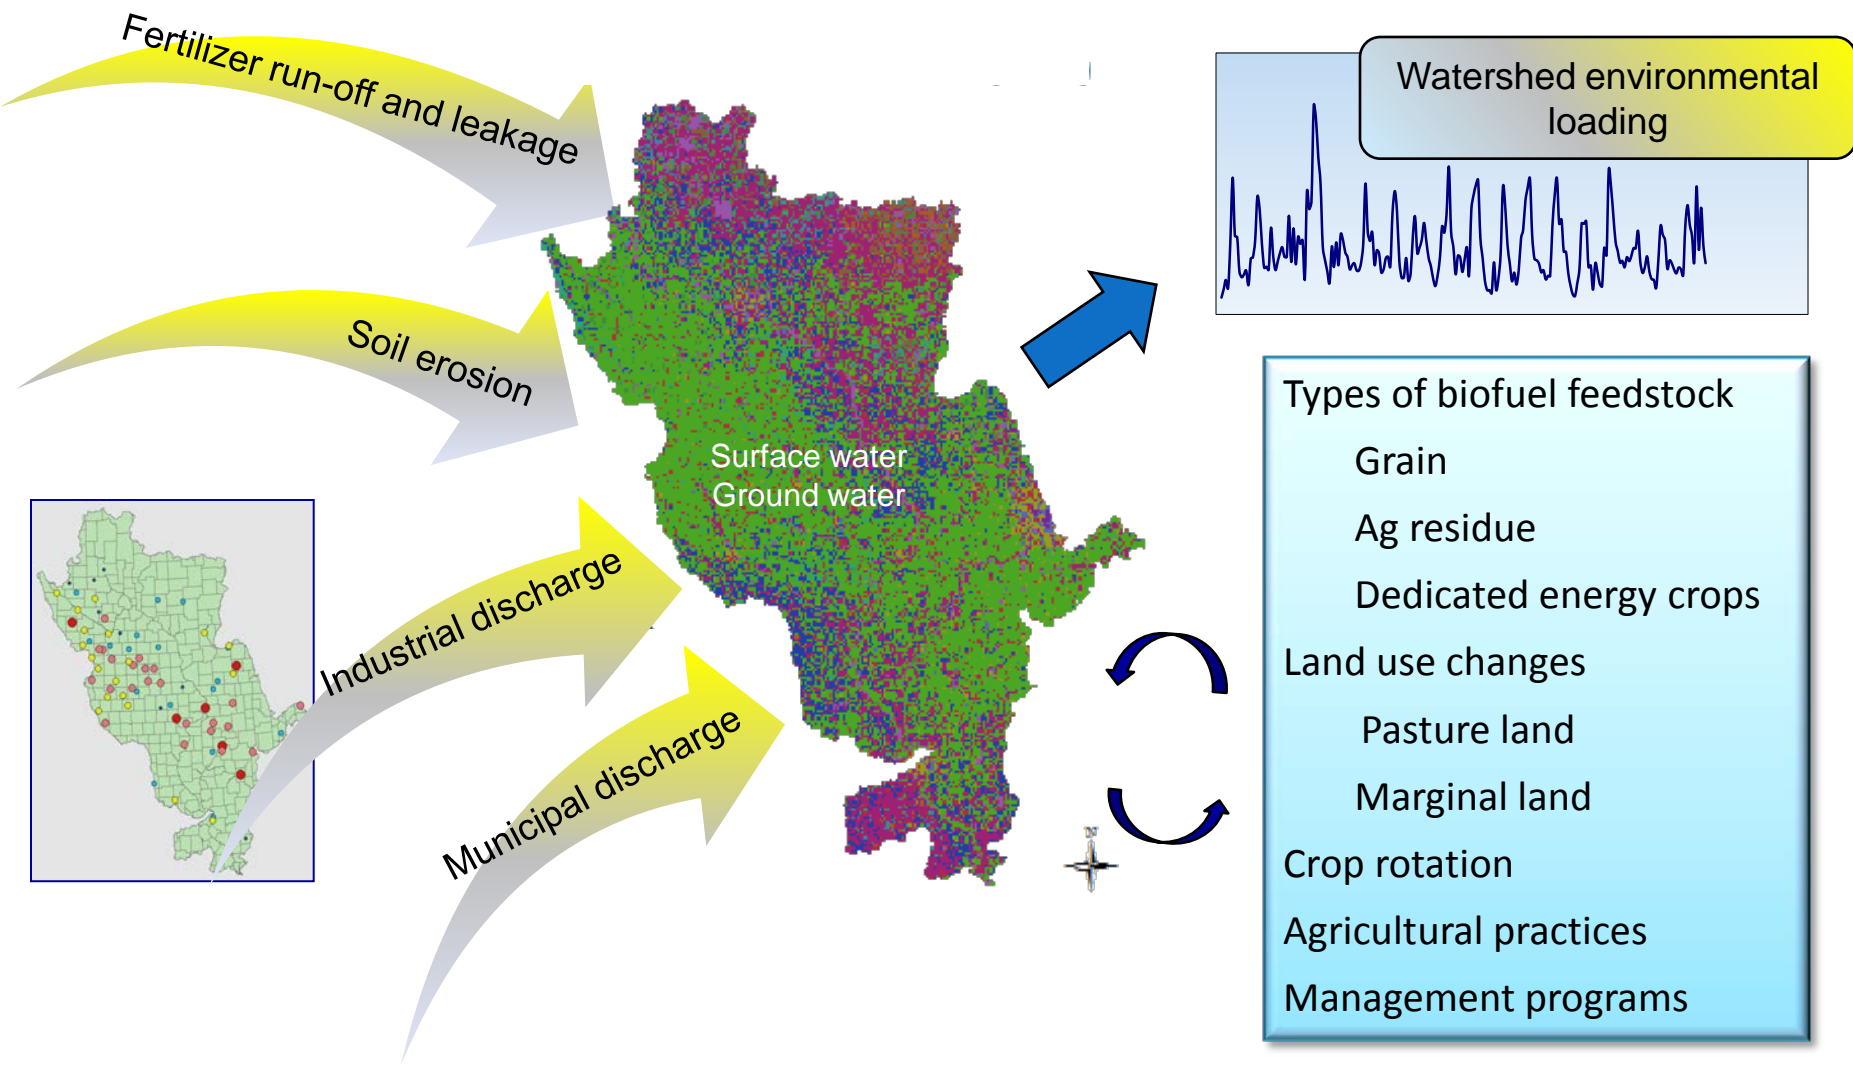 Fertilizer run-off and leakage
Soil erosion
Industrial discharge
Municipal discharge
Surface water
Ground water
N
Watershed environmental
loading
Types of biofuel feedstock
Grain
Ag residue
Dedicated energy crops
Land use changes
Pasture land
Marginal land
Crop rotation
Agricultural practices
Management programs